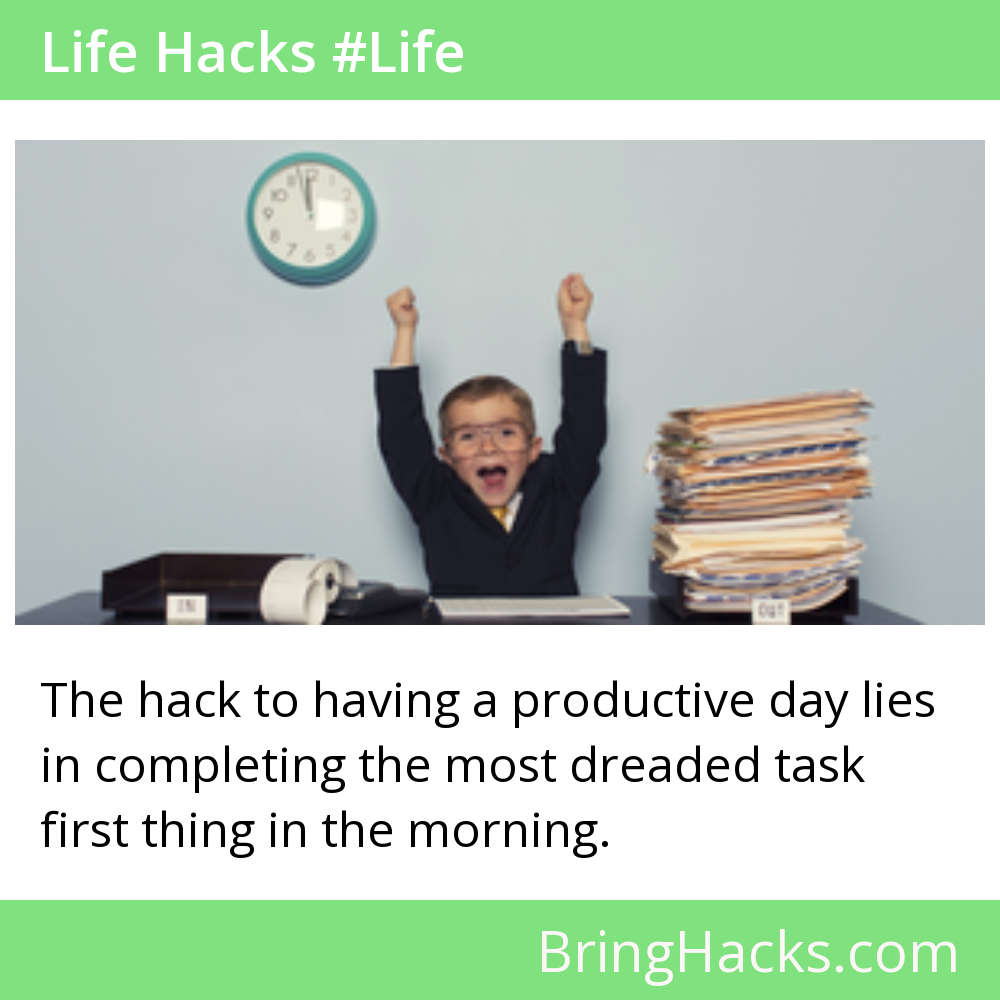 Life Hacks #Life
IN
OUT
The hack to having a productive day lies
in completing the most dreaded task
first thing in the morning.
BringHacks.com